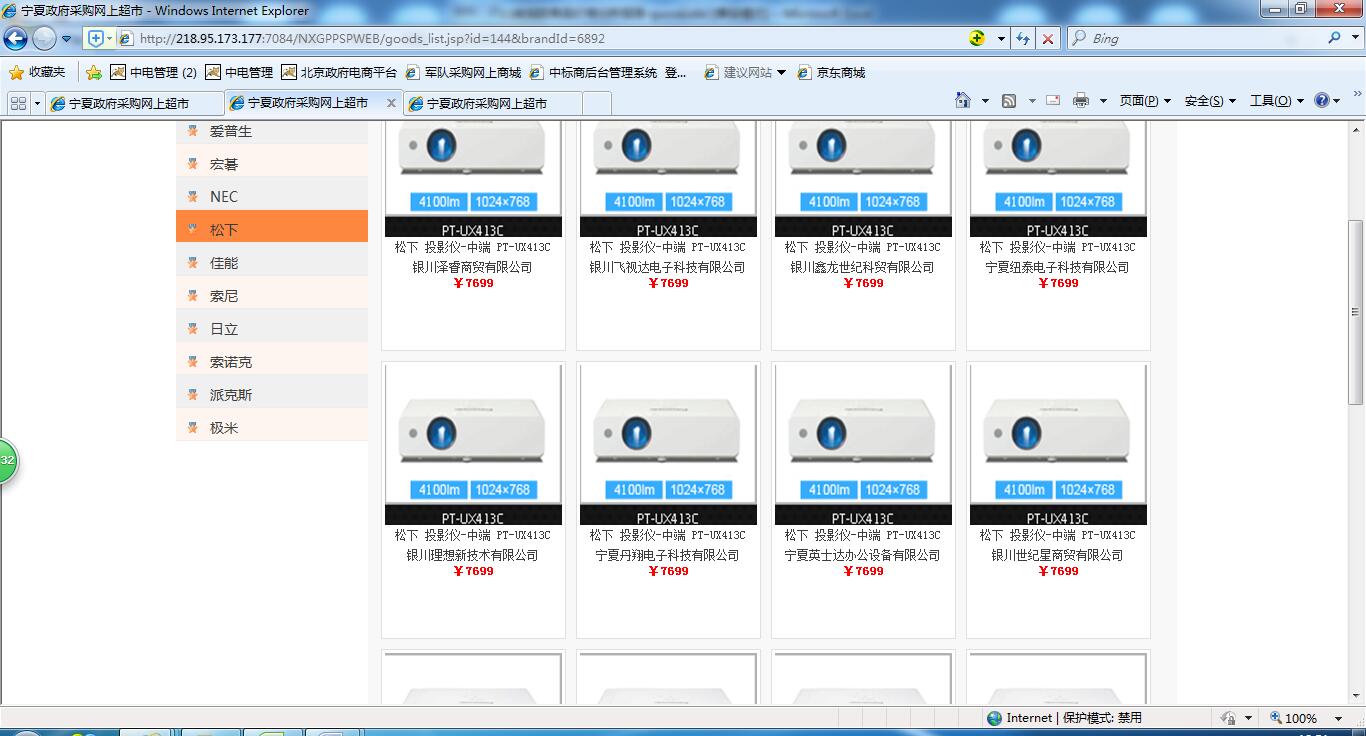 宁夏政府采购网上超市 - Windows Internet Explorer
http://218.95.173.177:7084/NXGPPSPWEB/goods_list.jsp?id=144&brandId=6892
Bing
收藏夹 中电管理 (2) 中电管理 北京政府电商平台 军队采购网上商城 中标商后台管理系统 登... 建议网站 京东商城
宁夏政府采购网上超市 宁夏政府采购网上超市 宁夏政府采购网上超市 页面(P) 安全(S) 工具(O)
爱普生
宏碁
NEC
松下
佳能
索尼
日立
索诺克
派克斯
极米
32
4100lm 1024×768 4100lm 1024×768 4100lm 1024×768 4100lm 1024×768
PT-UX413C PT-UX413C PT-UX413C PT-UX413C
松下 投影仪-中端 PT-UX413C 松下 投影仪-中端 PT-UX413C 松下 投影仪-中端 PT-UX413C 松下 投影仪-中端 PT-UX413C
银川泽睿商贸有限公司 银川飞视达电子科技有限公司 银川鑫龙世纪科贸有限公司 宁夏纽泰电子科技有限公司
￥7699 ￥7699 ￥7699 ￥7699
4100lm 1024×768 4100lm 1024×768 4100lm 1024×768 4100lm 1024×768
PT-UX413C PT-UX413C PT-UX413C PT-UX413C
松下 投影仪-中端 PT-UX413C 松下 投影仪-中端 PT-UX413C 松下 投影仪-中端 PT-UX413C 松下 投影仪-中端 PT-UX413C
银川理想新技术有限公司 宁夏丹翔电子科技有限公司 宁夏英士达办公设备有限公司 银川世纪星商贸有限公司
￥7699 ￥7699 ￥7699 ￥7699
Internet | 保护模式: 禁用 100%